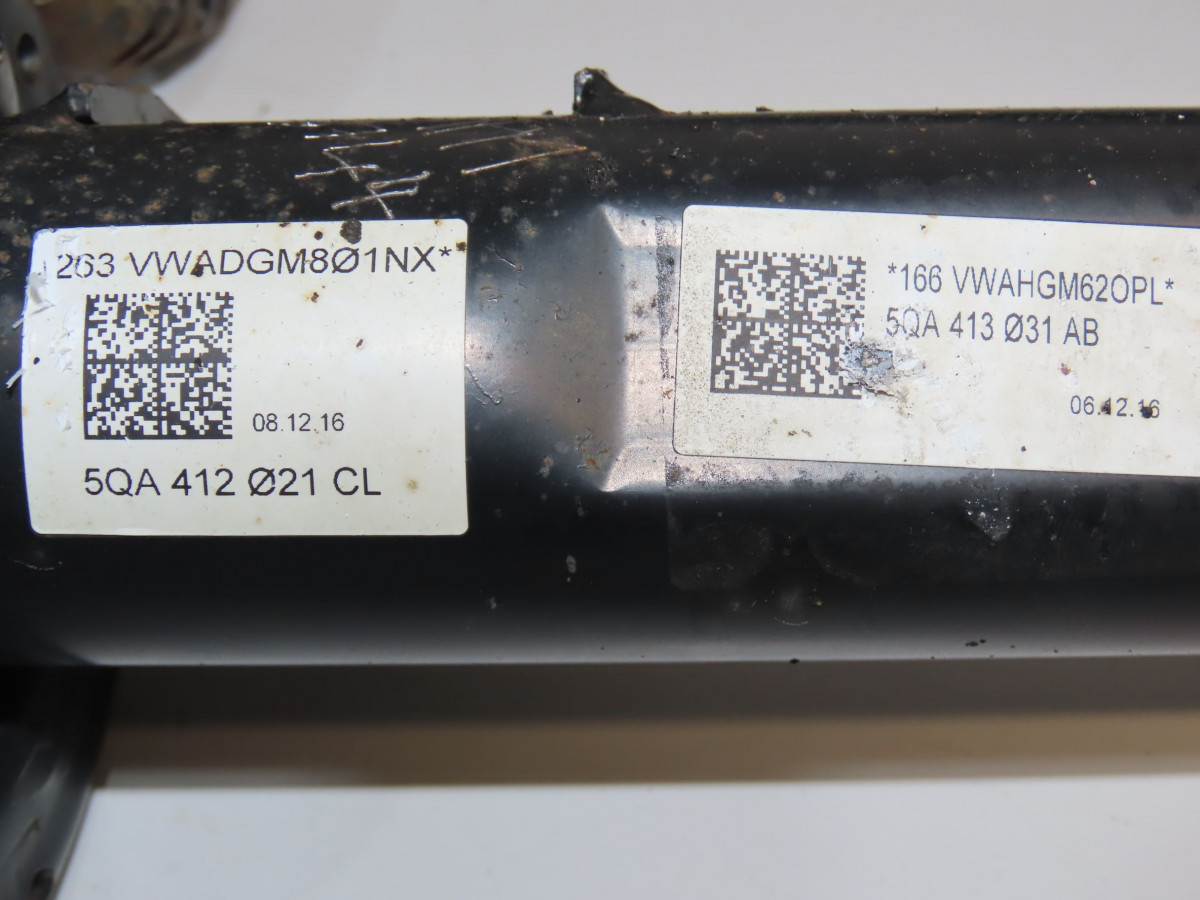 263 VWADGM8Ø1NX*
08.12.16
5QA 412 Ø21 CL
*166 VWAHGM62OPL*
5QA 413 Ø31 AB
06.12.16